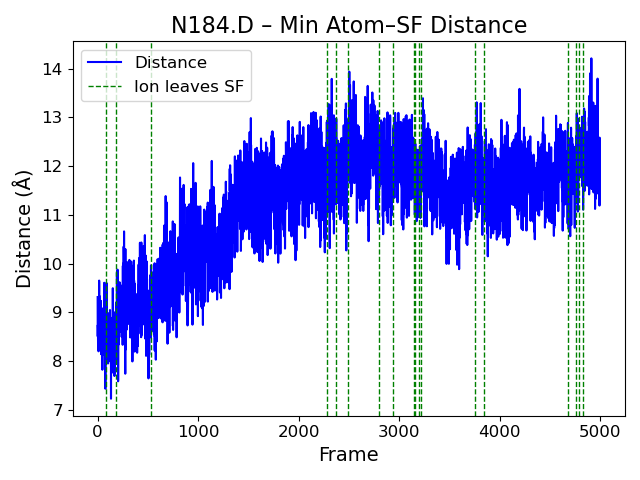 N184.D – Min Atom–SF Distance
Distance
Ion leaves SF
Distance (Å)
14
13
12
11
10
9
8
7
0
1000
2000
3000
4000
5000
Frame